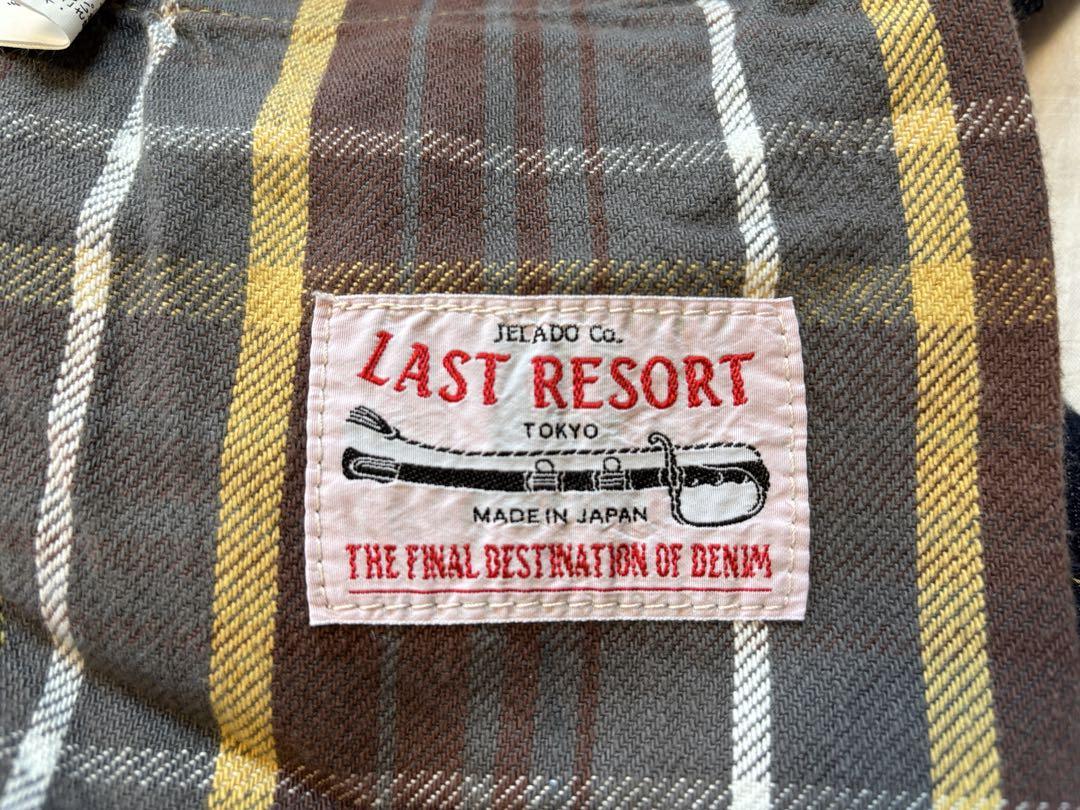 JELADO Co.
LAST RESORT
TOKYO
MADE IN JAPAN
THE FINAL DESTINATION OF DENIM